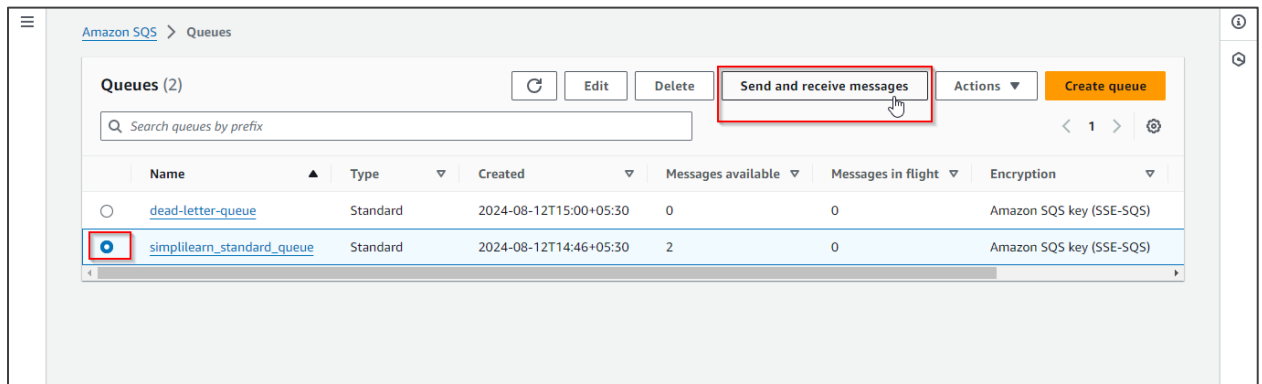 Amazon SQS > Queues
Queues (2)
Edit
Delete
Send and receive messages
Actions
Create queue
Search queues by prefix
1
Name Type Created Messages available Messages in flight Encryption
dead-letter-queue Standard 2024-08-12T15:00+05:30 0 0 Amazon SQS key (SSE-SQS)
simplilearn_standard_queue Standard 2024-08-12T14:46+05:30 2 0 Amazon SQS key (SSE-SQS)